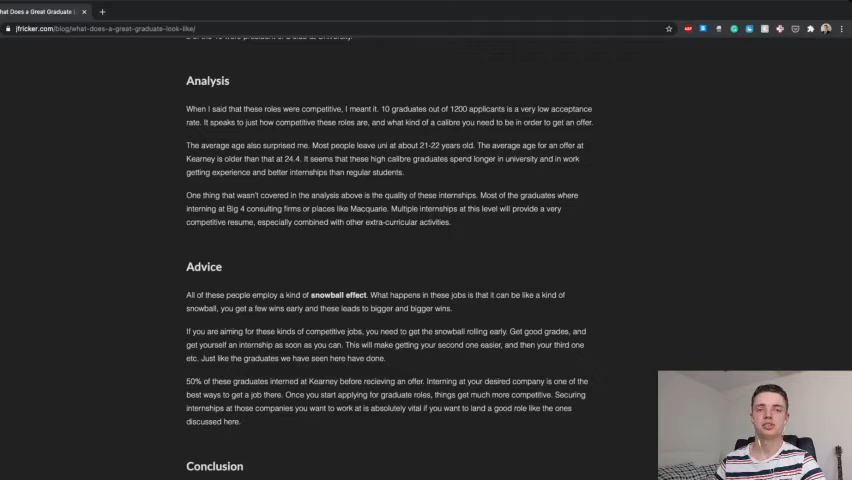 hat Does a Great Graduate
jfricker.com/blog/what-does-a-great-graduate-look-like/
Analysis
When I said that these roles were competitive, I meant it. 10 graduates out of 1200 applicants is a very low acceptance
rate. It speaks to just how competitive these roles are, and what kind of a calibre you need to be in order to get an offer.
The average age also surprised me. Most people leave uni at about 21-22 years old. The average age for an offer at
Kearney is older than that at 24.4. It seems that these high calibre graduates spend longer in university and in work
getting experience and better internships than regular students.
One thing that wasn't covered in the analysis above is the quality of these internships. Most of the graduates where
interning at Big 4 consulting firms or places like Macquarie. Multiple internships at this level will provide a very
competitive resume, especially combined with other extra-curricular activities.
Advice
All of these people employ a kind of snowball effect. What happens in these jobs is that it can be like a kind of
snowball, you get a few wins early and these leads to bigger and bigger wins.
If you are aiming for these kinds of competitive jobs, you need to get the snowball rolling early. Get good grades, and
get yourself an internship as soon as you can. This will make getting your second one easier, and then your third one
etc. Just like the graduates we have seen here have done.
50% of these graduates interned at Kearney before recieving an offer. Interning at your desired company is one of the
best ways to get a job there. Once you start applying for graduate roles, things get much more competitive. Securing
internships at those companies you want to work at is absolutely vital if you want to land a good role like the ones
discussed here.
Conclusion